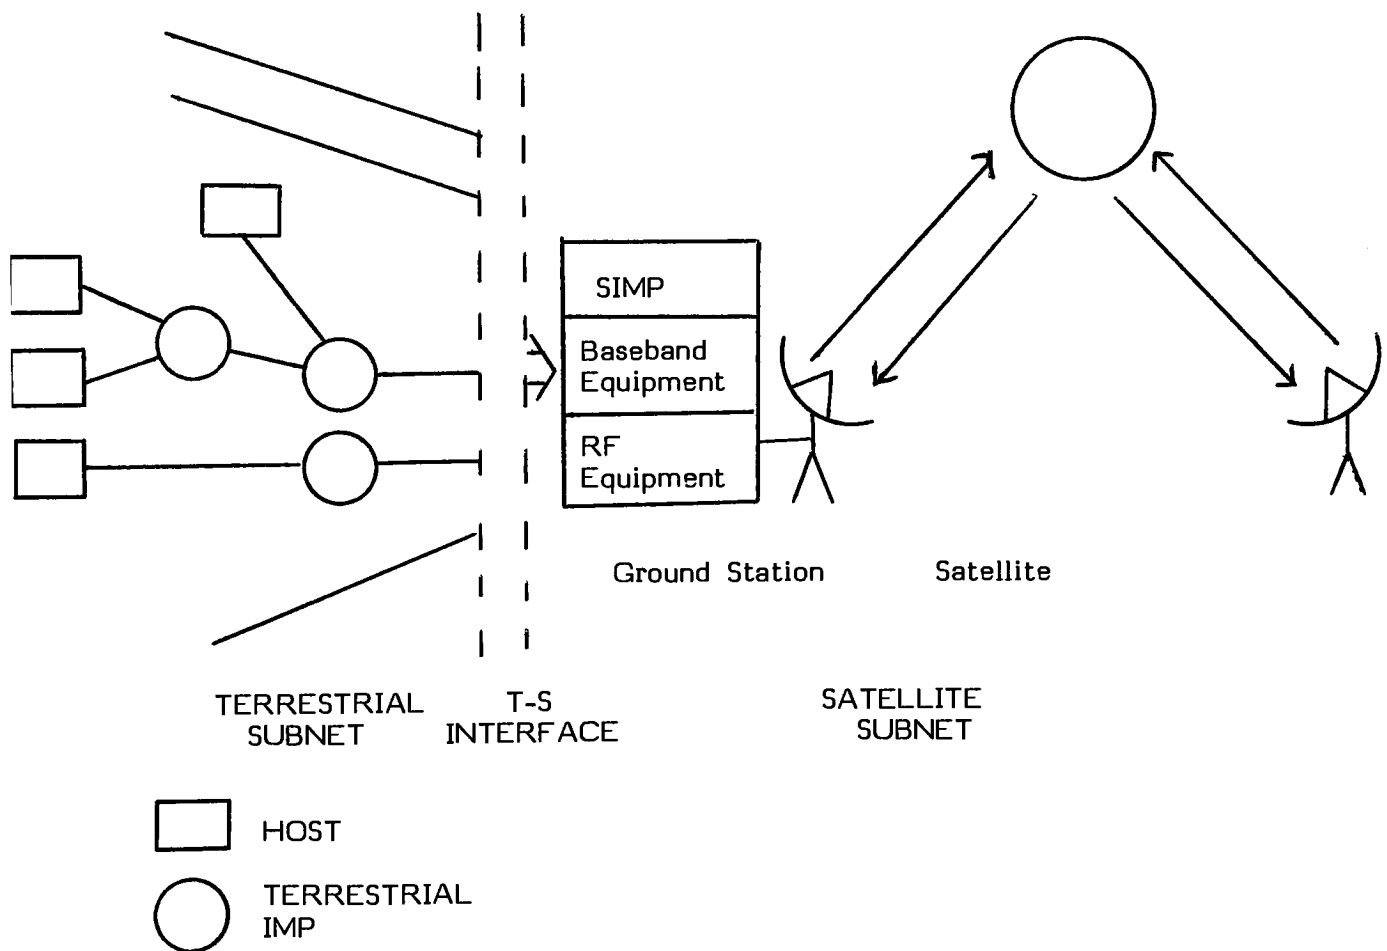 SIMP
Baseband
Equipment
RF
Equipment
Ground Station
Satellite
TERRESTRIAL
SUBNET
T-S
INTERFACE
SATELLITE
SUBNET
HOST
TERRESTRIAL
IMP